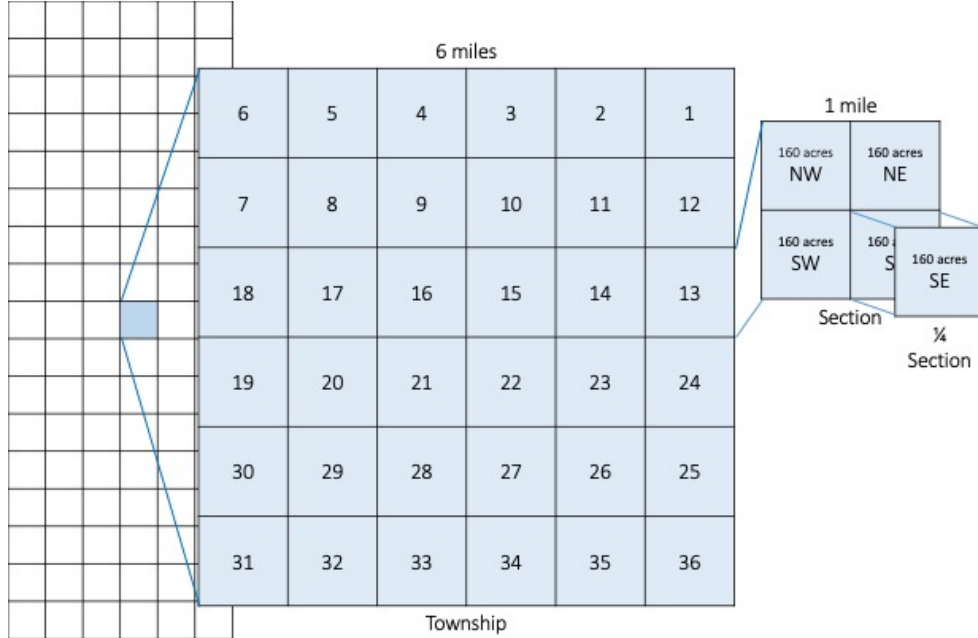 6 miles
6 5 4 3 2 1
7 8 9 10 11 12
18 17 16 15 14 13
19 20 21 22 23 24
30 29 28 27 26 25
31 32 33 34 35 36
Township
1 mile
160 acres 160 acres
NW NE
160 acres 160
SW S
160 acres
SE
Section
¼
Section